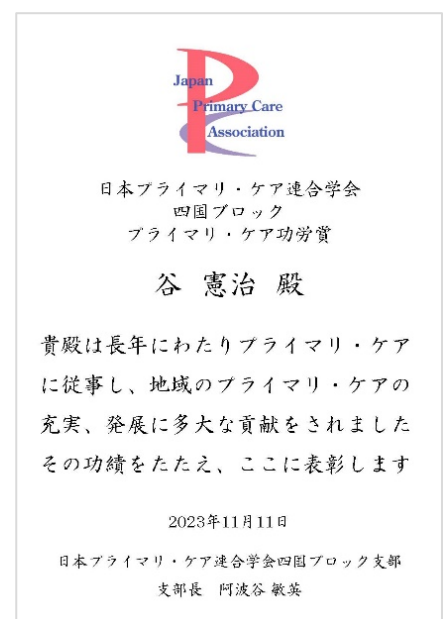 Japan
Primary Care
Association
日本プライマリ・ケア連合学会
四国ブロック
プライマリ・ケア功労賞
谷 憲治 殿
貴殿は長年にわたりプライマリ・ケア
に従事し、地域のプライマリ・ケアの
充実、発展に多大な貢献をされました
その功績をたたえ、ここに表彰します
2023年11月11日
日本プライマリ・ケア連合学会四国ブロック支部
支部長 阿波谷 敏英